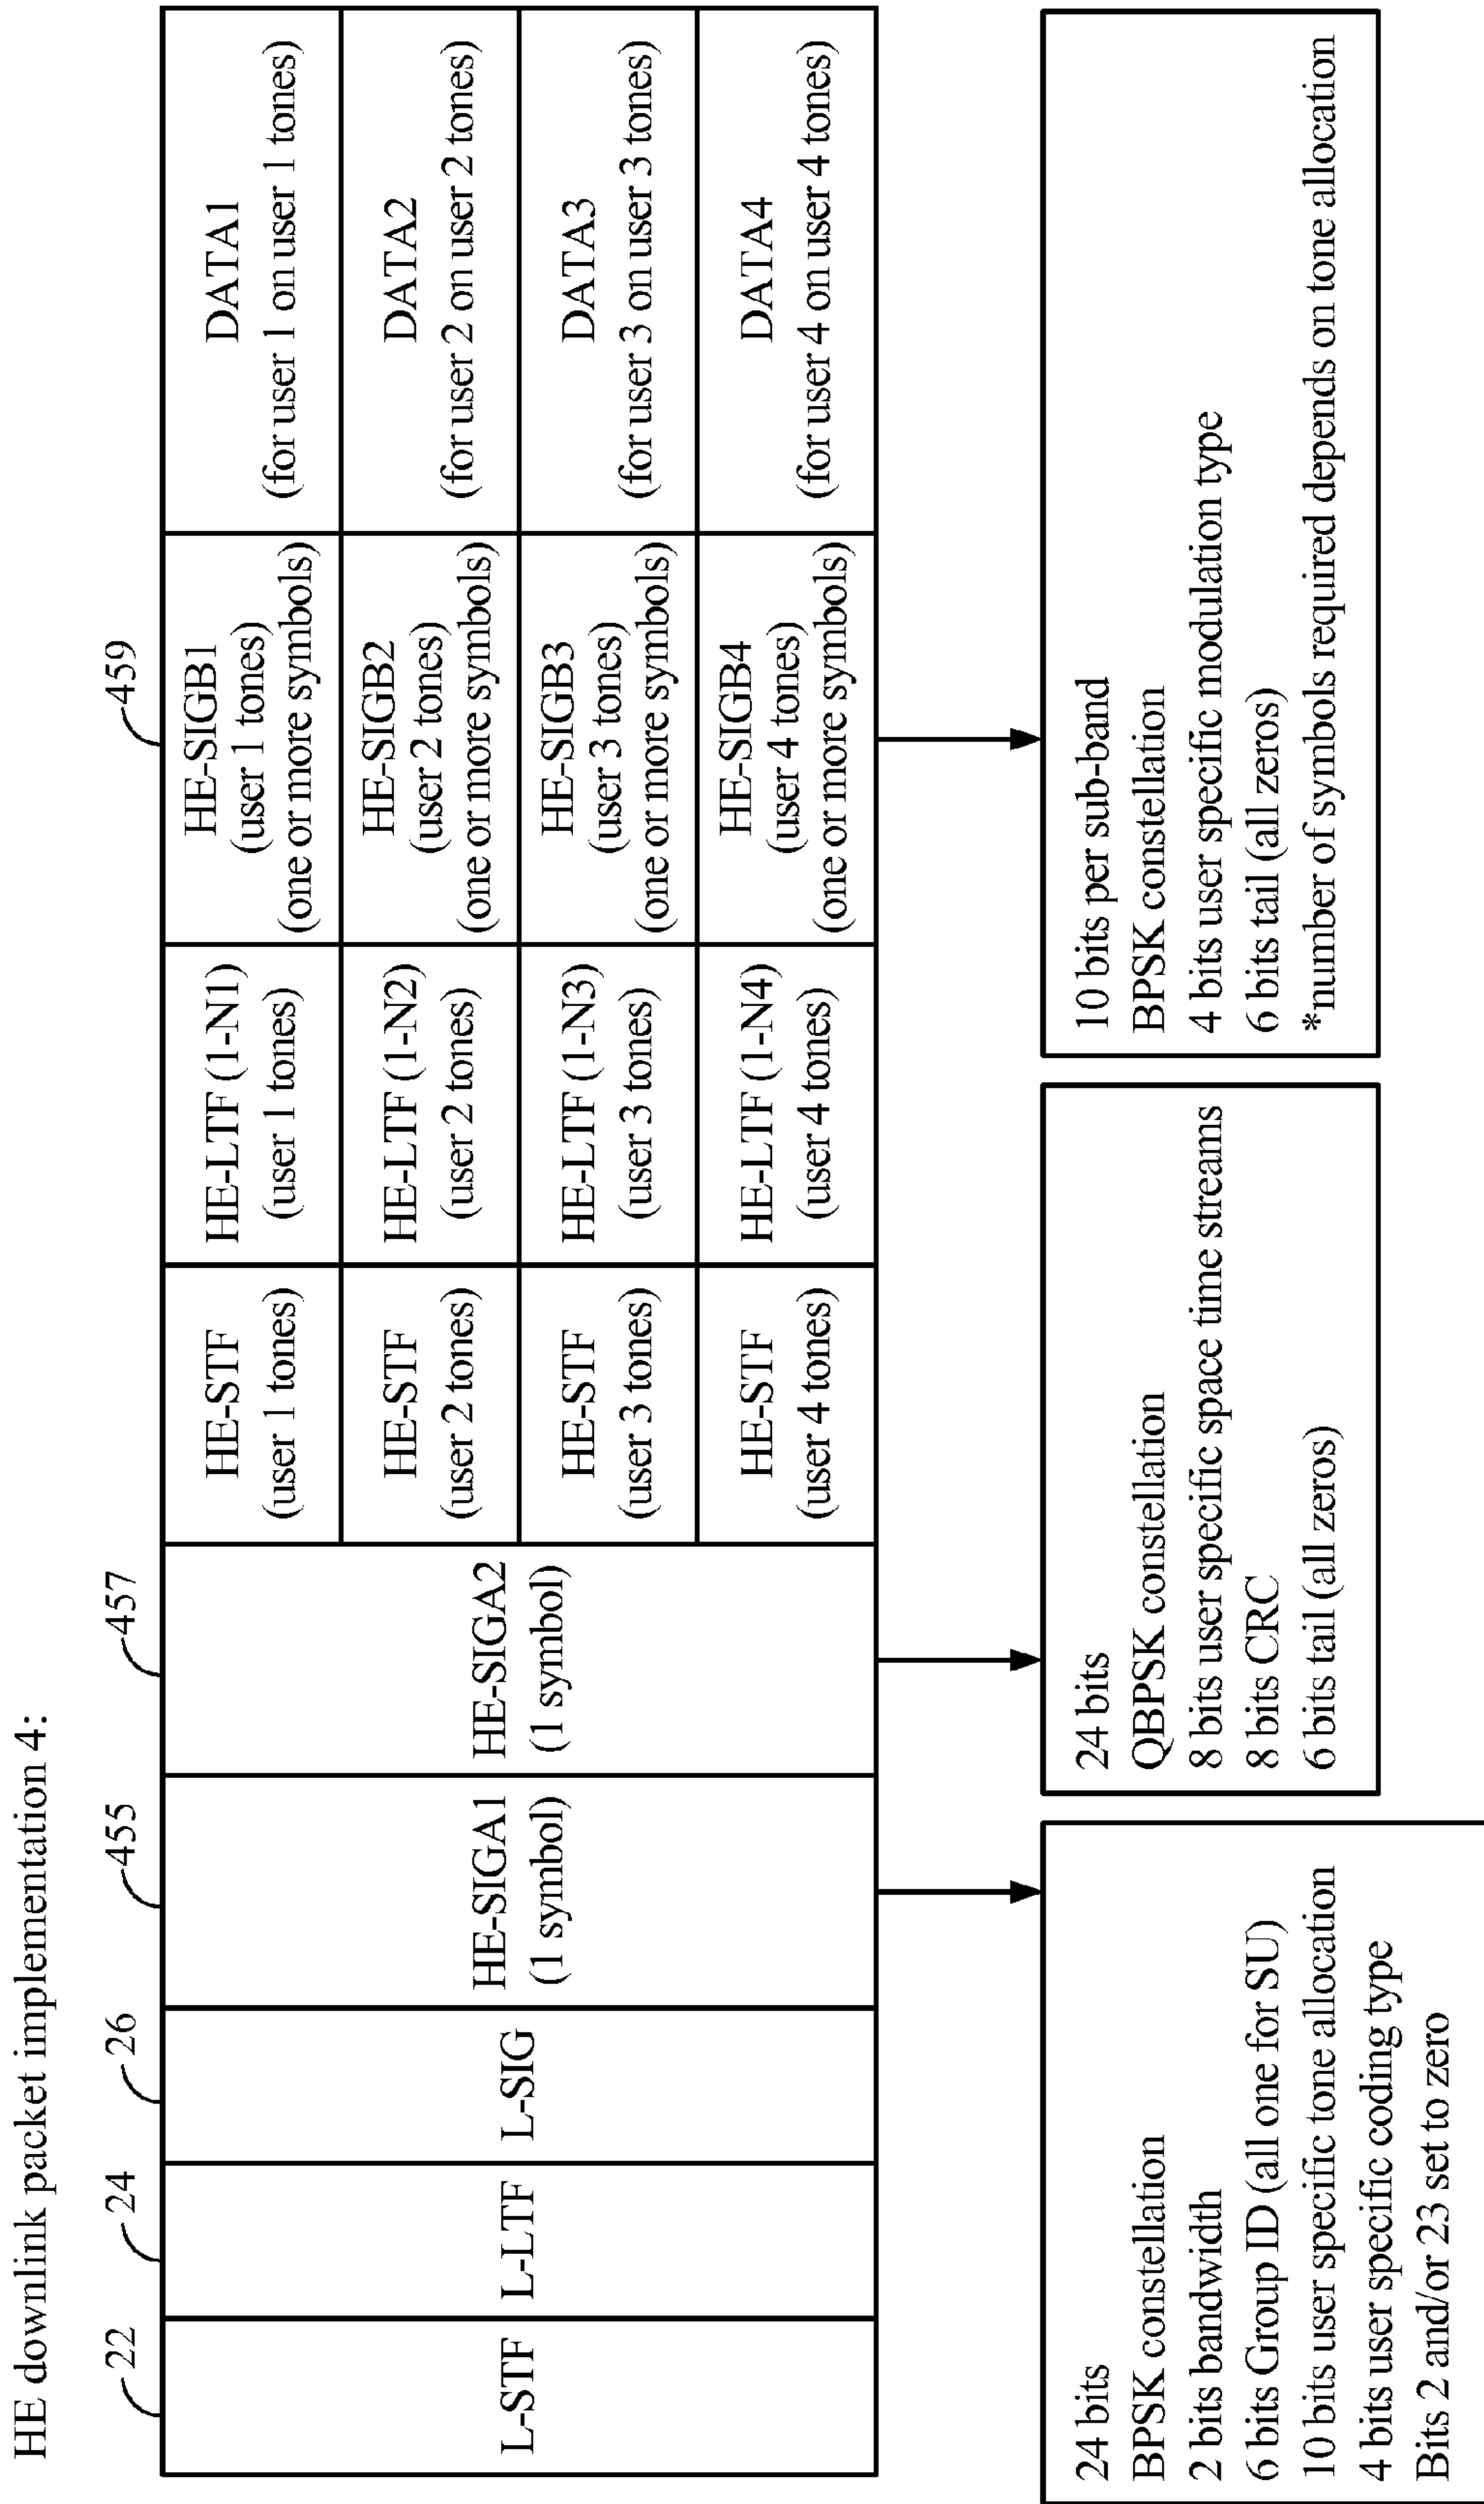 HE downlink packet implementation 4:
22
24
26
455
457
459
L-STF
L-LTF
L-SIG
HE-SIGA1
(1 symbol)
HE-SIGA2
(1 symbol)
HE-STF
(user 1 tones)
HE-LTF (1-N1)
(user 1 tones)
HE-SIGB1
(user 1 tones)
(one or more symbols)
DATA1
(for user 1 on user 1 tones)
HE-STF
(user 2 tones)
HE-LTF (1-N2)
(user 2 tones)
HE-SIGB2
(user 2 tones)
(one or more symbols)
DATA2
(for user 2 on user 2 tones)
HE-STF
(user 3 tones)
HE-LTF (1-N3)
(user 3 tones)
HE-SIGB3
(user 3 tones)
(one or more symbols)
DATA3
(for user 3 on user 3 tones)
HE-STF
(user 4 tones)
HE-LTF (1-N4)
(user 4 tones)
HE-SIGB4
(user 4 tones)
(one or more symbols)
DATA4
(for user 4 on user 4 tones)
24 bits
BPSK constellation
2 bits bandwidth
6 bits Group ID (all one for SU)
10 bits user specific tone allocation
4 bits user specific coding type
Bits 2 and/or 23 set to zero
24 bits
QBPSK constellation
8 bits user specific space time streams
8 bits CRC
6 bits tail (all zeros)
10 bits per sub-band
BPSK constellation
4 bits user specific modulation type
6 bits tail (all zeros)
*number of symbols required depends on tone allocation